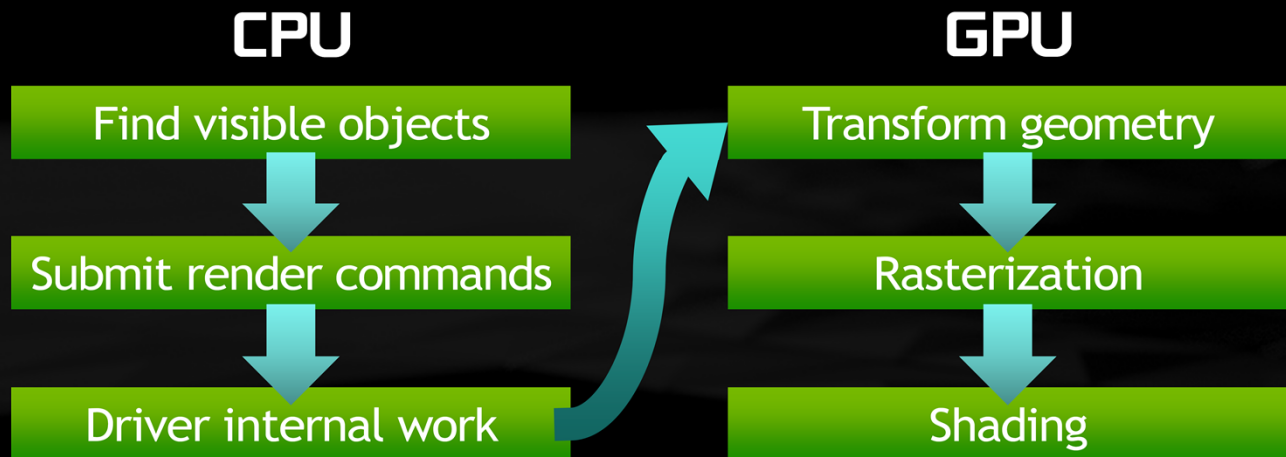 CPU
Find visible objects
Submit render commands
Driver internal work
GPU
Transform geometry
Rasterization
Shading